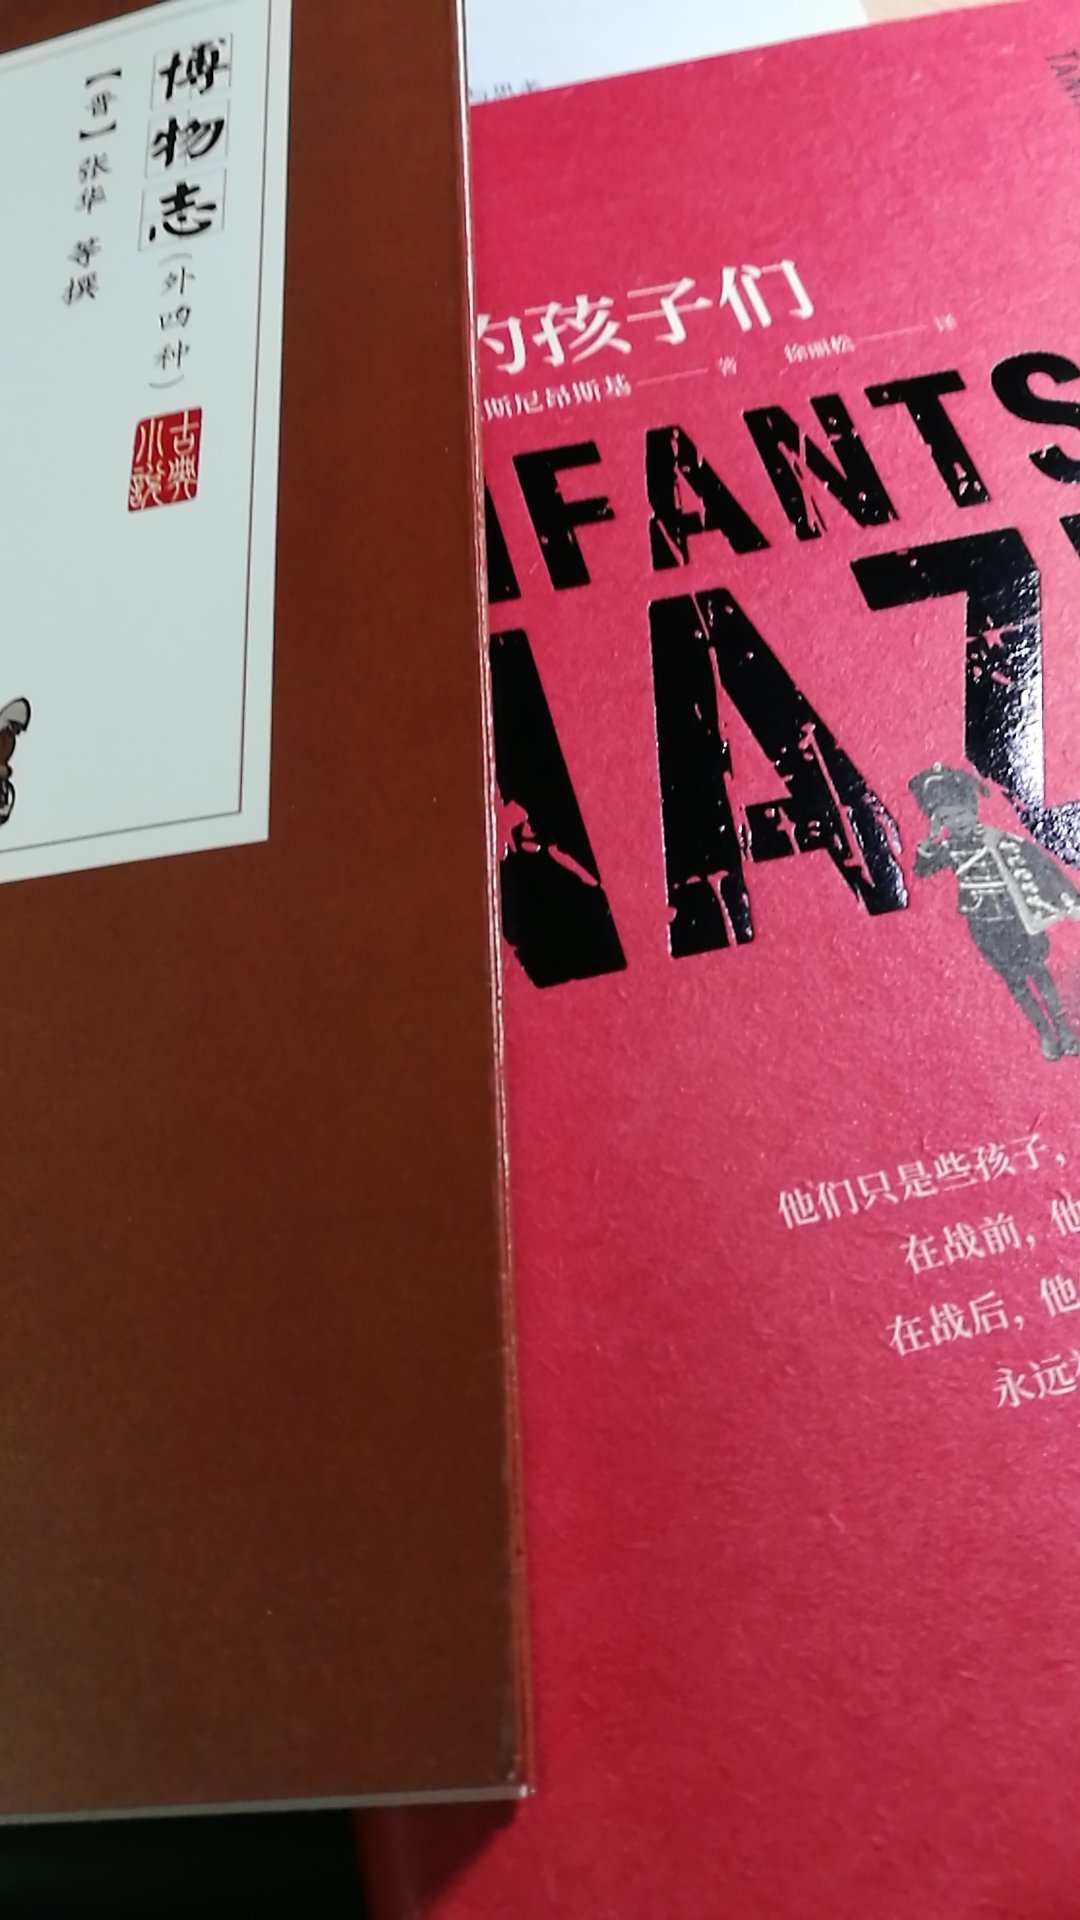 博物志(外四种)
【晋】张华 等撰
古典
小说
的孩子们
斯尼昂斯基 著 徐丽松 译
NFANTS
NAZ
他们只是些孩子，
在战前，他
在战后，他
永远
TAN